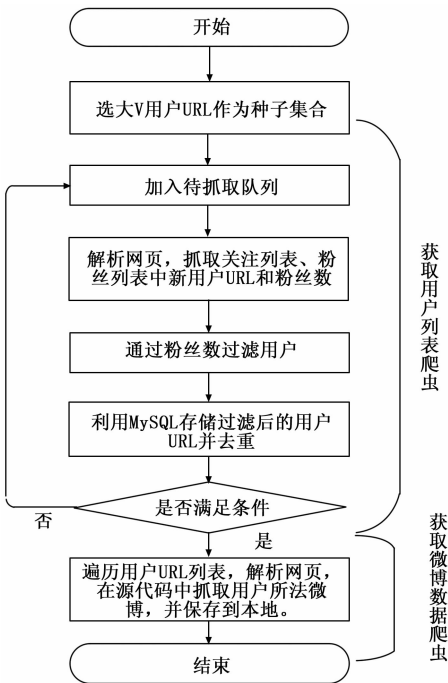 开始
选大V用户URL作为种子集合
加入待抓取队列
解析网页，抓取关注列表、粉
丝列表中新用户URL和粉丝数
通过粉丝数过滤用户
利用MySQL存储过滤后的用户
URL并去重
是否满足条件
否
是
遍历用户URL列表，解析网页，
在源代码中抓取用户所法微
博，并保存到本地。
结束
获取用户列表爬虫
获取微博数据爬虫